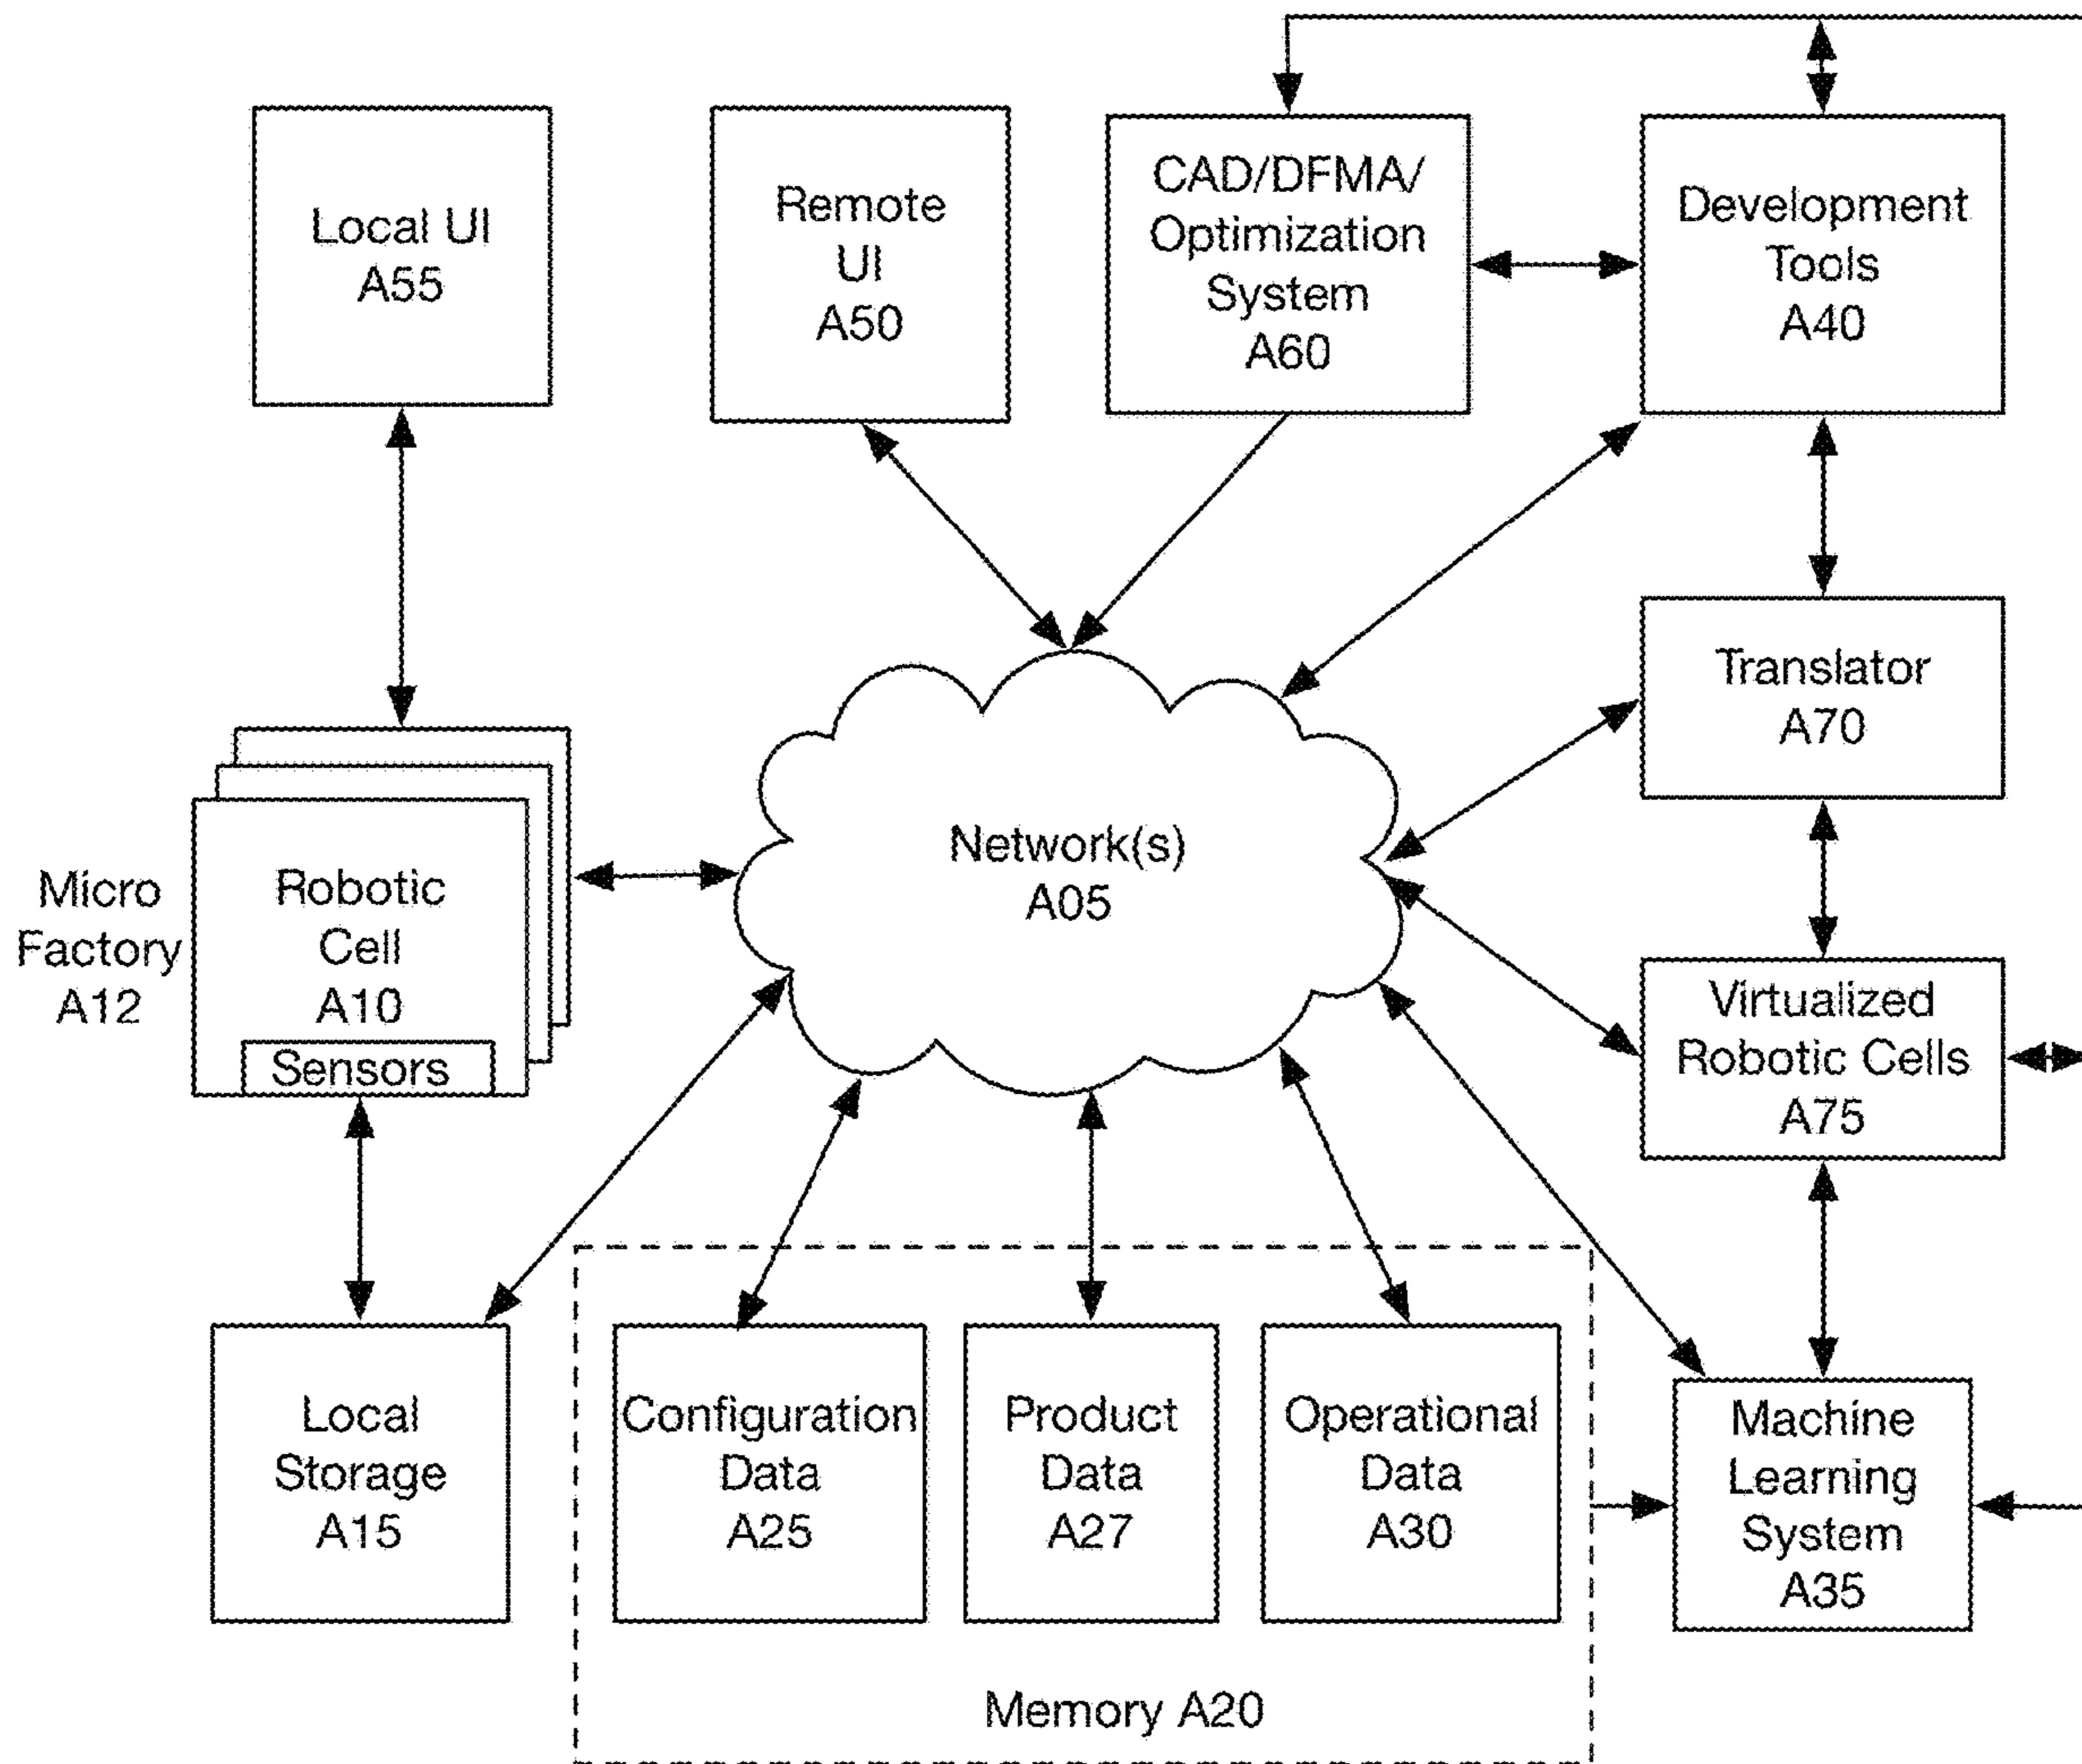 Local UI
A55
Remote
UI
A50
CAD/DFMA/
Optimization
System
A60
Development
Tools
A40
Translator
A70
Micro
Factory
A12
Robotic
Cell
A10
Sensors
Network(s)
A05
Virtualized
Robotic Cells
A75
Local
Storage
A15
Configuration
Data
A25
Product
Data
A27
Operational
Data
A30
Machine
Learning
System
A35
Memory A20